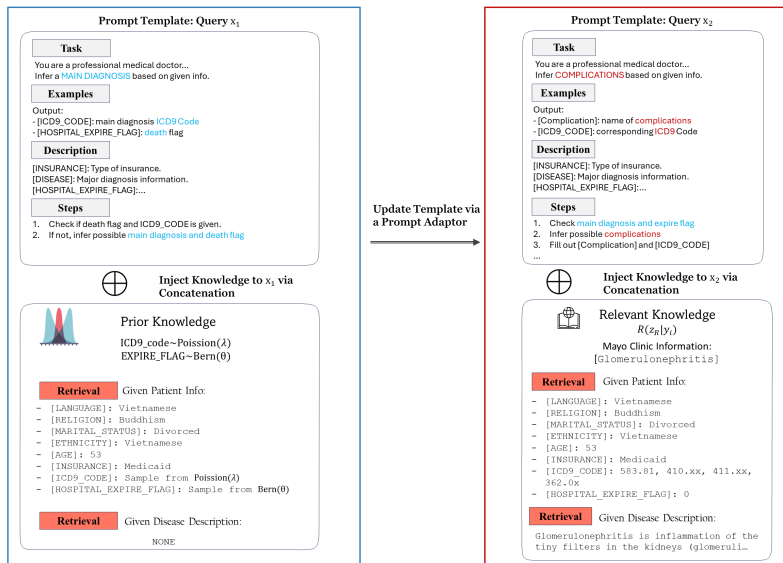 Prompt Template: Query x₁
Task
You are a professional medical doctor...
Infer a MAIN DIAGNOSIS based on given info.
Examples
Output:
- [ICD9_CODE]: main diagnosis ICD9 Code
- [HOSPITAL_EXPIRE_FLAG]: death flag
Description
[INSURANCE]: Type of insurance.
[DISEASE]: Major diagnosis information.
[HOSPITAL_EXPIRE_FLAG]:...
Steps
1. Check if death flag and ICD9_CODE is given.
2. If not, infer possible main diagnosis and death flag
Inject Knowledge to x₁ via
Concatenation
Prior Knowledge
ICD9_code~Poission(λ)
EXPIRE_FLAG~Bern(θ)
Retrieval Given Patient Info:
- [LANGUAGE]: Vietnamese
- [RELIGION]: Buddhism
- [MARITAL_STATUS]: Divorced
- [ETHNICITY]: Vietnamese
- [AGE]: 53
- [INSURANCE]: Medicaid
- [ICD9_CODE]: Sample from Poission(λ)
- [HOSPITAL_EXPIRE_FLAG]: Sample from Bern(θ)
Retrieval Given Disease Description:
NONE
Update Template via
a Prompt Adaptor
Prompt Template: Query x₂
Task
You are a professional medical doctor...
Infer COMPLICATIONS based on given info.
Examples
Output:
- [Complication]: name of complications
- [ICD9_CODE]: corresponding ICD9 Code
Description
[INSURANCE]: Type of insurance.
[DISEASE]: Major diagnosis information.
[HOSPITAL_EXPIRE_FLAG]:...
Steps
1. Check main diagnosis and expire flag
2. Infer possible complications
3. Fill out [Complication] and [ICD9_CODE]
...
Inject Knowledge to x₂ via
Concatenation
Relevant Knowledge
R(z_R|y_i)
Mayo Clinic Information:
[Glomerulonephritis]
Retrieval Given Patient Info:
- [LANGUAGE]: Vietnamese
- [RELIGION]: Buddhism
- [MARITAL_STATUS]: Divorced
- [ETHNICITY]: Vietnamese
- [AGE]: 53
- [INSURANCE]: Medicaid
- [ICD9_CODE]: 583.81, 410.xx, 411.xx,
362.0x
- [HOSPITAL_EXPIRE_FLAG]: 0
Retrieval Given Disease Description:
Glomerulonephritis is inflammation of the
tiny filters in the kidneys (glomeruli…